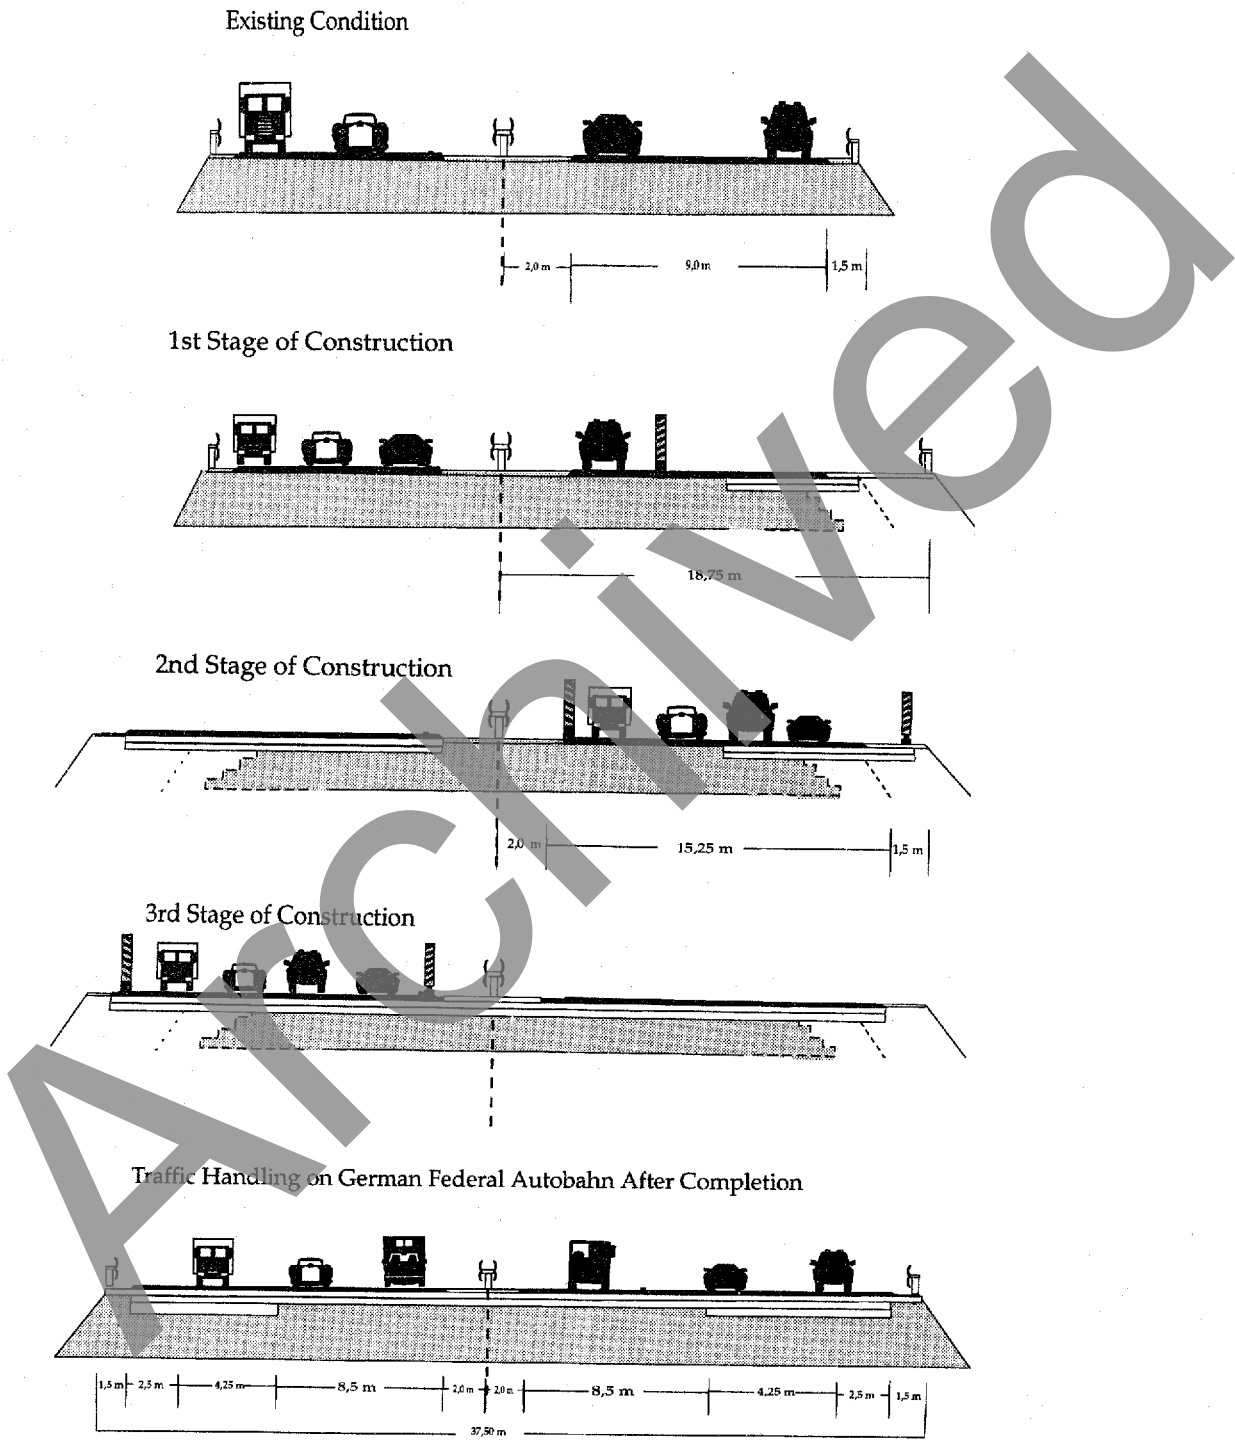 Existing Condition
2,0 m 9,0 m 1,5 m
1st Stage of Construction
18,75 m
2nd Stage of Construction
2,0 m 15,25 m 1,5 m
3rd Stage of Construction
Traffic Handling on German Federal Autobahn After Completion
1,5 m 2,5 m 4,25 m 8,5 m 2,0 m 2,0 m 8,5 m 4,25 m 2,5 m 1,5 m
37,50 m
Archived